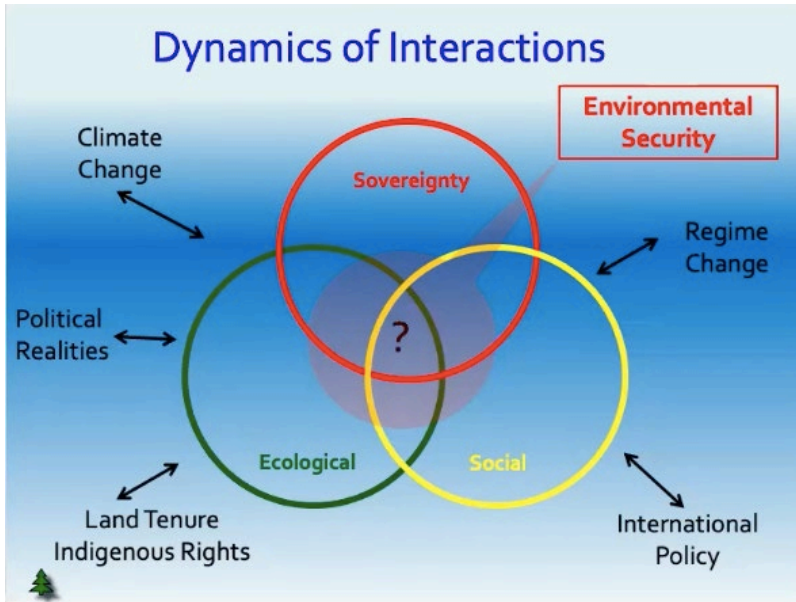 Dynamics of Interactions
Environmental
Security
Climate
Change
Sovereignty
Regime
Change
Political
Realities
?
Ecological
Social
Land Tenure
Indigenous Rights
International
Policy